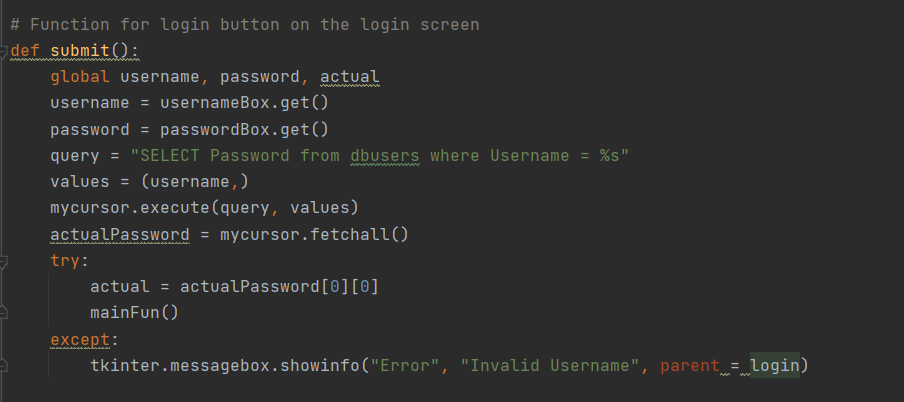 # Function for login button on the login screen
def submit():
    global username, password, actual
    username = usernameBox.get()
    password = passwordBox.get()
    query = "SELECT Password from dbusers where Username = %s"
    values = (username,)
    mycursor.execute(query, values)
    actualPassword = mycursor.fetchall()
    try:
        actual = actualPassword[0][0]
        mainFun()
    except:
        tkinter.messagebox.showinfo("Error", "Invalid Username", parent = login)